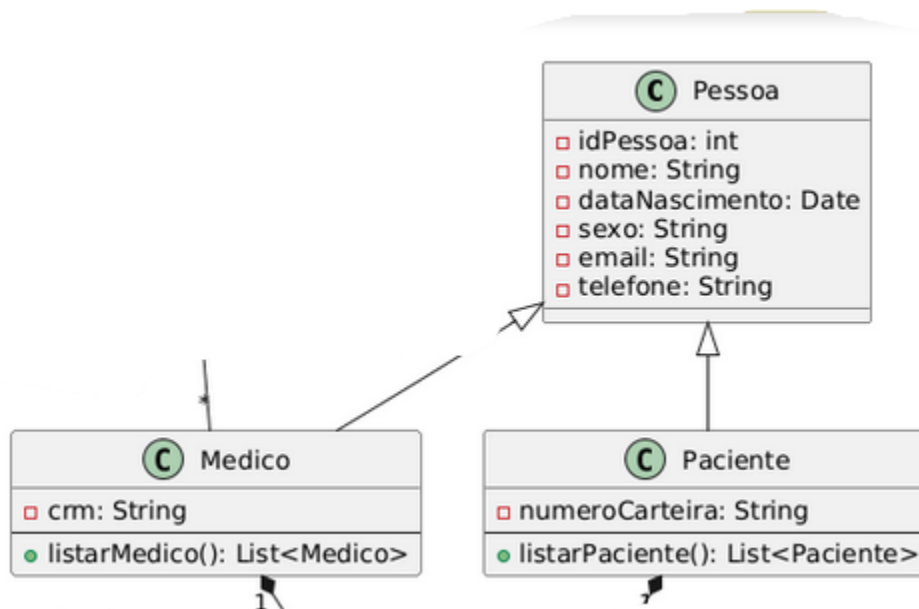 C Pessoa
idPessoa: int
nome: String
dataNascimento: Date
sexo: String
email: String
telefone: String
*
C Medico
crm: String
listarMedico(): List<Medico>
1
C Paciente
numeroCarteira: String
listarPaciente(): List<Paciente>